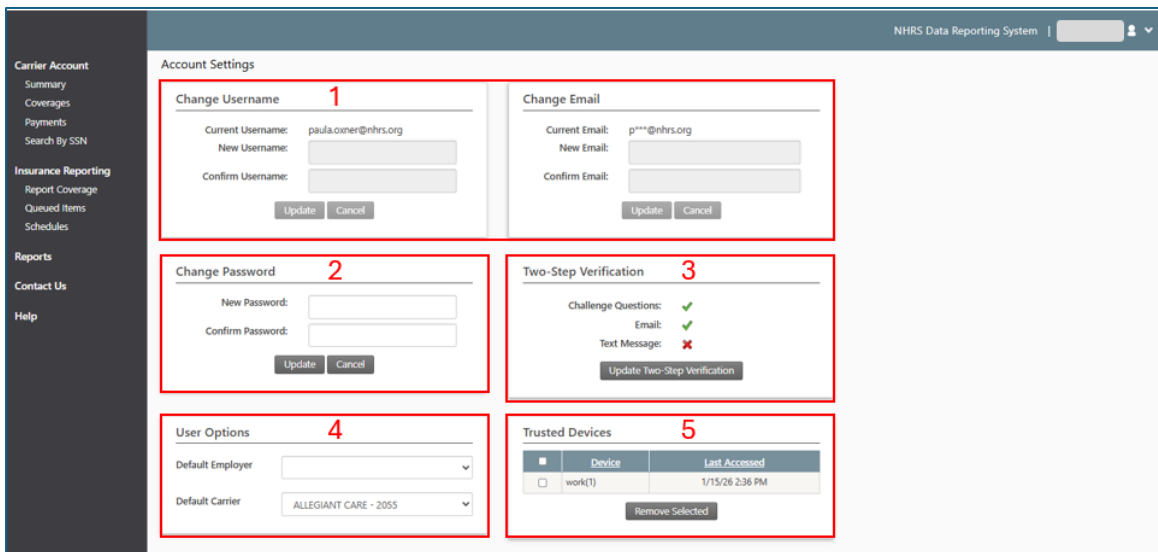 NHRS Data Reporting System |
Carrier Account
Summary
Coverages
Payments
Search By SSN
Insurance Reporting
Report Coverage
Queued Items
Schedules
Reports
Contact Us
Help
Account Settings
Change Username 1
Current Username: paula.oxner@nhrs.org
New Username:
Confirm Username:
Update Cancel
Change Email
Current Email: p***@nhrs.org
New Email:
Confirm Email:
Update Cancel
Change Password 2
New Password:
Confirm Password:
Update Cancel
Two-Step Verification 3
Challenge Questions:
Email:
Text Message:
Update Two-Step Verification
User Options 4
Default Employer
Default Carrier ALLEGIANT CARE - 2055
Trusted Devices 5
Device Last Accessed
work(1) 1/15/26 2:36 PM
Remove Selected